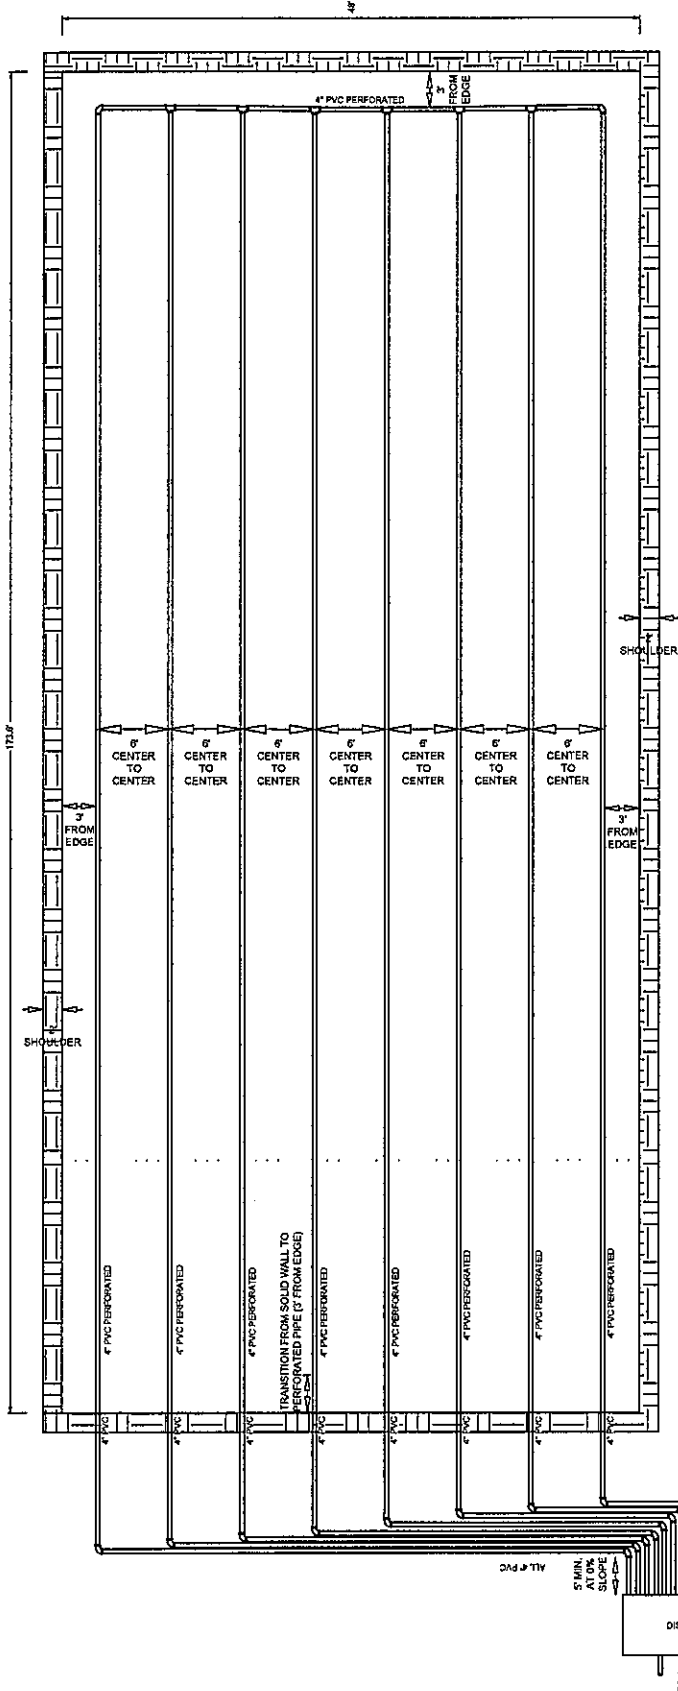 48'
4" PVC PERFORATED
3'
FROM
EDGE
SHOULDER
6'
CENTER
TO
CENTER
6'
CENTER
TO
CENTER
6'
CENTER
TO
CENTER
6'
CENTER
TO
CENTER
6'
CENTER
TO
CENTER
6'
CENTER
TO
CENTER
6'
CENTER
TO
CENTER
3'
FROM
EDGE
3'
FROM
EDGE
SHOULDER
4" PVC PERFORATED
4" PVC PERFORATED
4" PVC PERFORATED
4" PVC PERFORATED
4" PVC PERFORATED
4" PVC PERFORATED
4" PVC PERFORATED
4" PVC PERFORATED
TRANSITION FROM SOLID WALL TO
PERFORATED PIPE (3' FROM EDGE)
4" PVC
4" PVC
4" PVC
4" PVC
4" PVC
4" PVC
4" PVC
4" PVC
ALL 4" PVC
5' MIN.
AT 0%
SLOPE
DIS